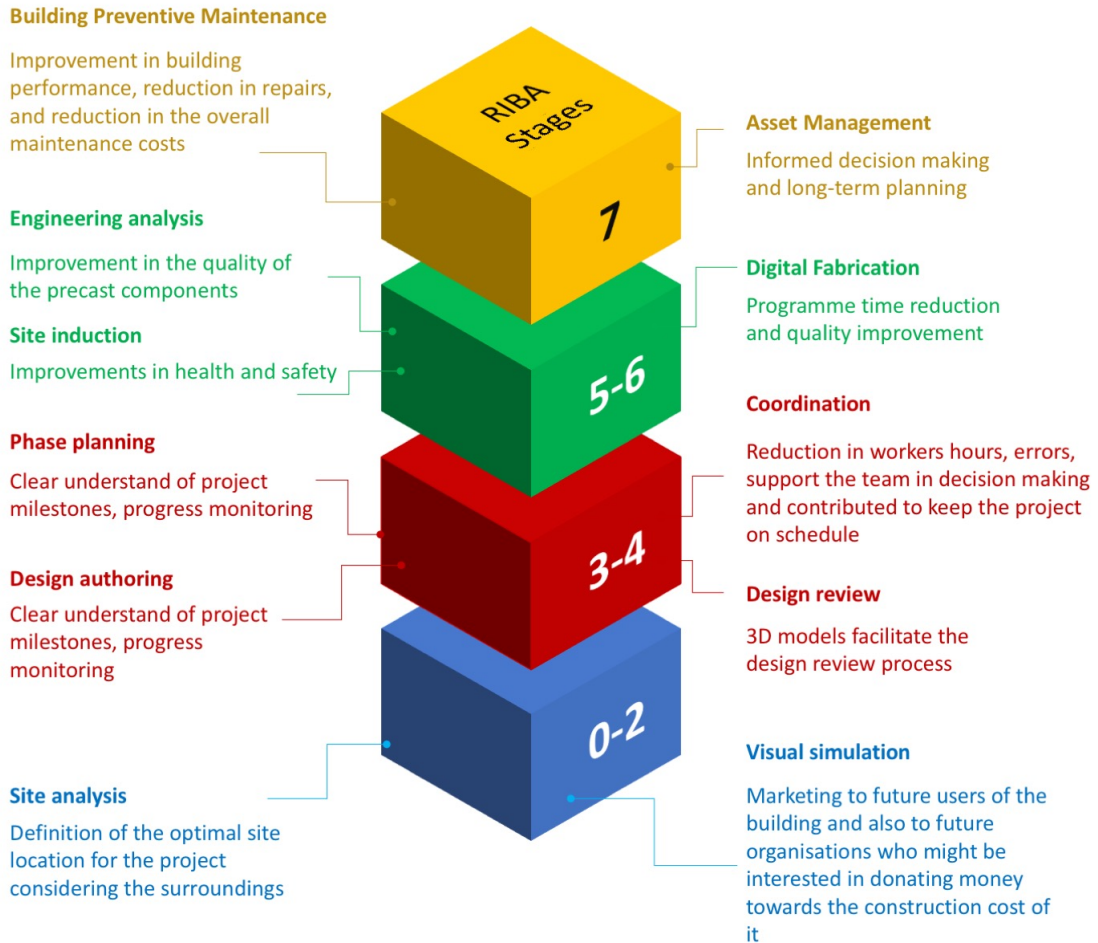 Building Preventive Maintenance
Improvement in building
performance, reduction in repairs,
and reduction in the overall
maintenance costs
Engineering analysis
Improvement in the quality of
the precast components
Site induction
Improvements in health and safety
Phase planning
Clear understand of project
milestones, progress monitoring
Design authoring
Clear understand of project
milestones, progress
monitoring
Site analysis
Definition of the optimal site
location for the project
considering the surroundings
RIBA
Stages
7
5-6
3-4
0-2
Asset Management
Informed decision making
and long-term planning
Digital Fabrication
Programme time reduction
and quality improvement
Coordination
Reduction in workers hours, errors,
support the team in decision making
and contributed to keep the project
on schedule
Design review
3D models facilitate the
design review process
Visual simulation
Marketing to future users of the
building and also to future
organisations who might be
interested in donating money
towards the construction cost of
it